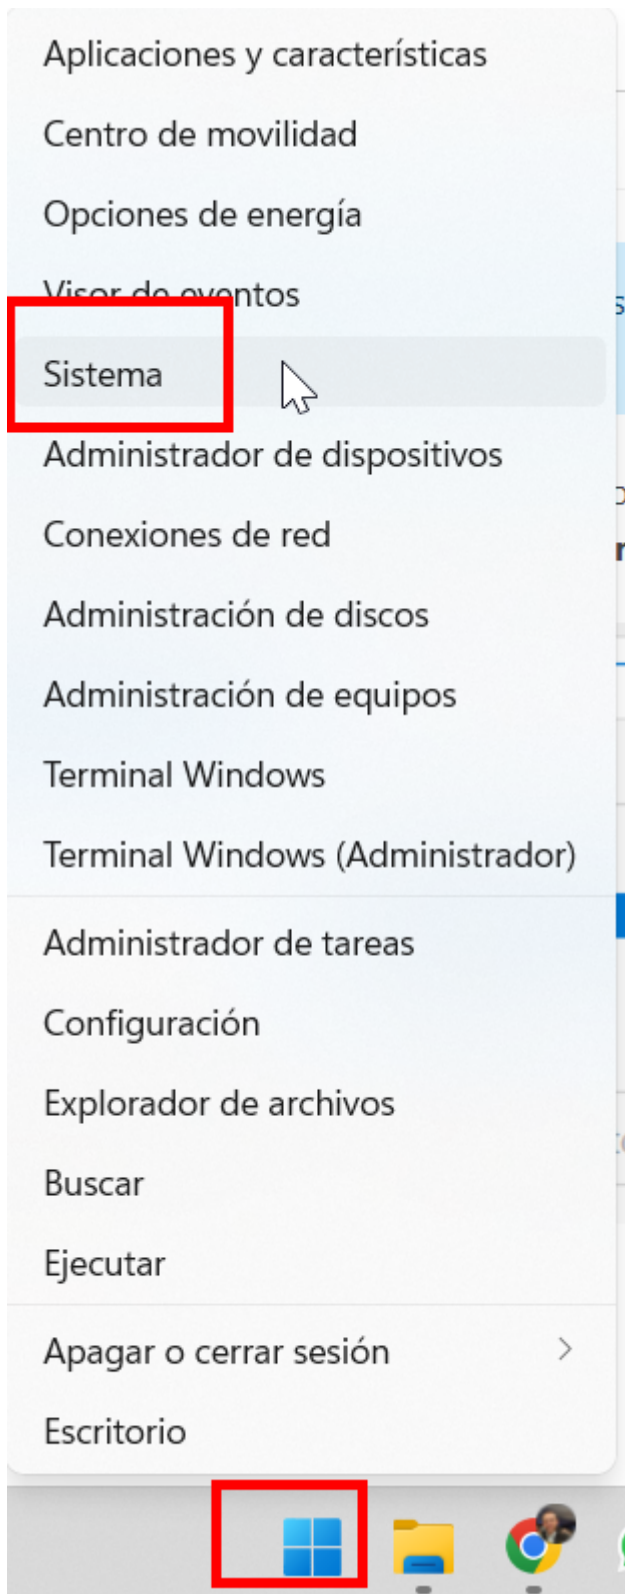 Aplicaciones y características
Centro de movilidad
Opciones de energía
Visor de eventos
Sistema
Administrador de dispositivos
Conexiones de red
Administración de discos
Administración de equipos
Terminal Windows
Terminal Windows (Administrador)
Administrador de tareas
Configuración
Explorador de archivos
Buscar
Ejecutar
Apagar o cerrar sesión
Escritorio